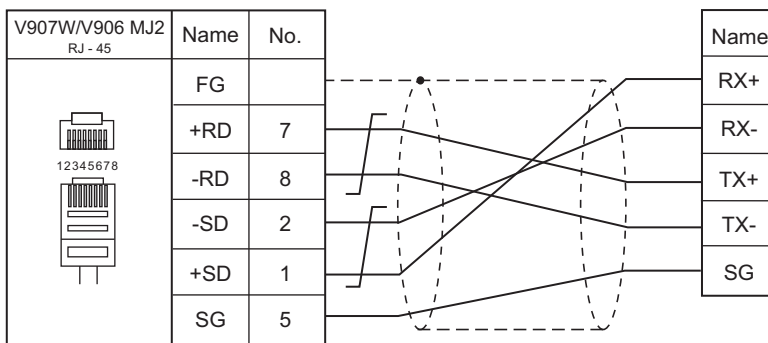 V907W/V906 MJ2 Name No. Name
RJ - 45
FG RX+
+RD 7 RX-
12345678
-RD 8 TX+
-SD 2 TX-
+SD 1 SG
SG 5